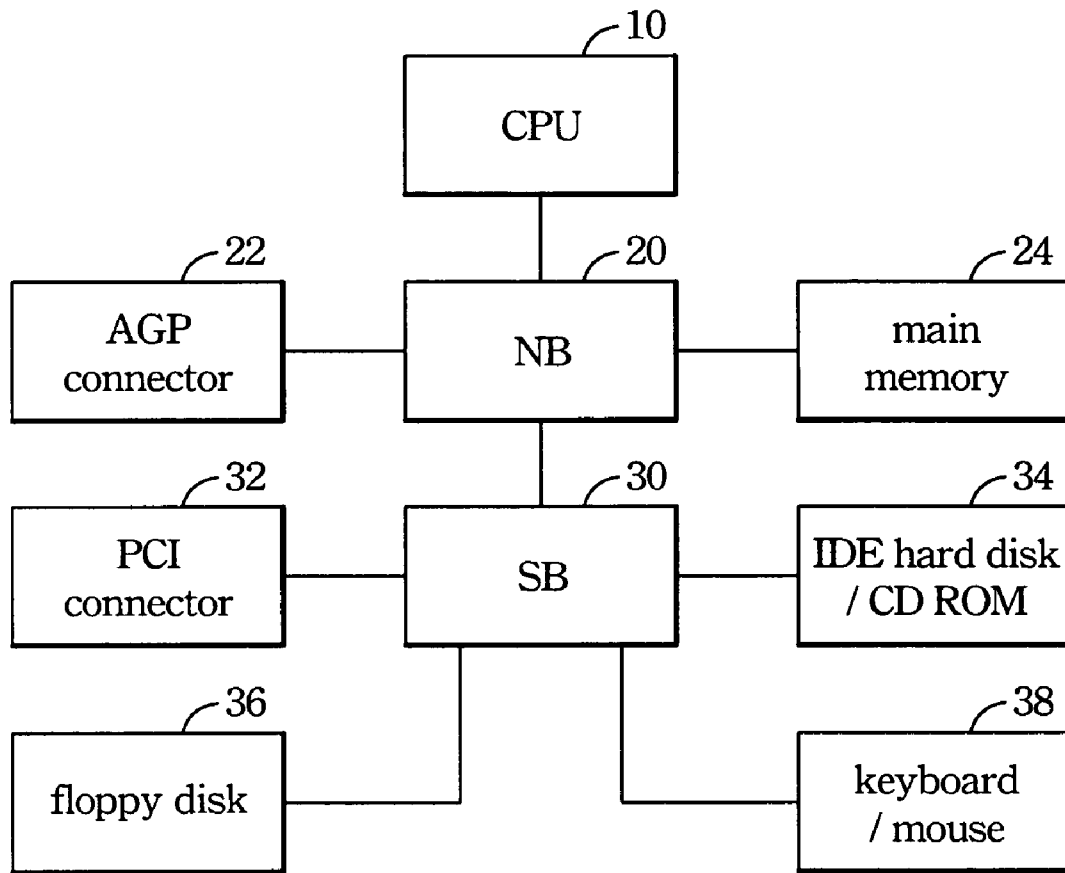 10
CPU
22
20
24
AGP
connector
NB
main
memory
32
30
34
PCI
connector
SB
IDE hard disk
/ CD ROM
36
38
floppy disk
keyboard
/ mouse